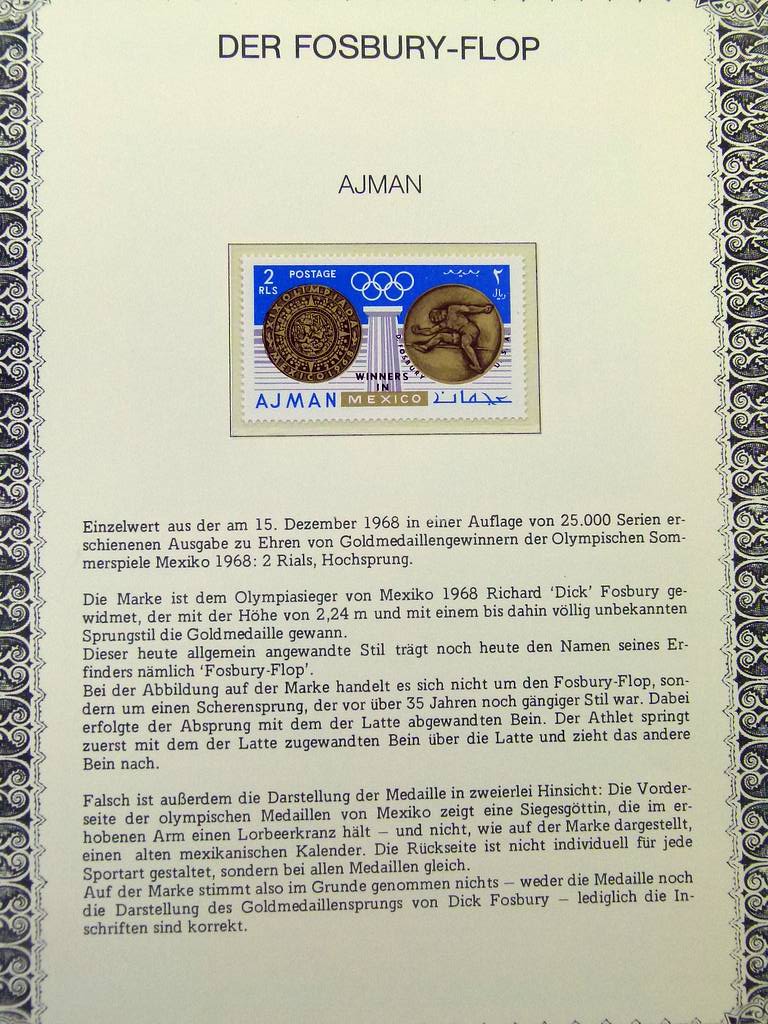 DER FOSBURY-FLOP
AJMAN
2 POSTAGE
RLS
٢
ريال
بريد
D. FOSBURY U.S.A
WINNERS
IN
AJMAN MEXICO عجمان
Einzelwert aus der am 15. Dezember 1968 in einer Auflage von 25.000 Serien er-
schienenen Ausgabe zu Ehren von Goldmedaillengewinnern der Olympischen Som-
merspiele Mexiko 1968: 2 Rials, Hochsprung.
Die Marke ist dem Olympiasieger von Mexiko 1968 Richard ‘Dick’ Fosbury ge-
widmet, der mit der Höhe von 2,24 m und mit einem bis dahin völlig unbekannten
Sprungstil die Goldmedaille gewann.
Dieser heute allgemein angewandte Stil trägt noch heute den Namen seines Er-
finders nämlich ‘Fosbury-Flop’.
Bei der Abbildung auf der Marke handelt es sich nicht um den Fosbury-Flop, son-
dern um einen Scherensprung, der vor über 35 Jahren noch gängiger Stil war. Dabei
erfolgte der Absprung mit dem der Latte abgewandten Bein. Der Athlet springt
zuerst mit dem der Latte zugewandten Bein über die Latte und zieht das andere
Bein nach.
Falsch ist außerdem die Darstellung der Medaille in zweierlei Hinsicht: Die Vorder-
seite der olympischen Medaillen von Mexiko zeigt eine Siegesgöttin, die im er-
hobenen Arm einen Lorbeerkranz hält – und nicht, wie auf der Marke dargestellt,
einen alten mexikanischen Kalender. Die Rückseite ist nicht individuell für jede
Sportart gestaltet, sondern bei allen Medaillen gleich.
Auf der Marke stimmt also im Grunde genommen nichts – weder die Medaille noch
die Darstellung des Goldmedaillensprungs von Dick Fosbury – lediglich die In-
schriften sind korrekt.